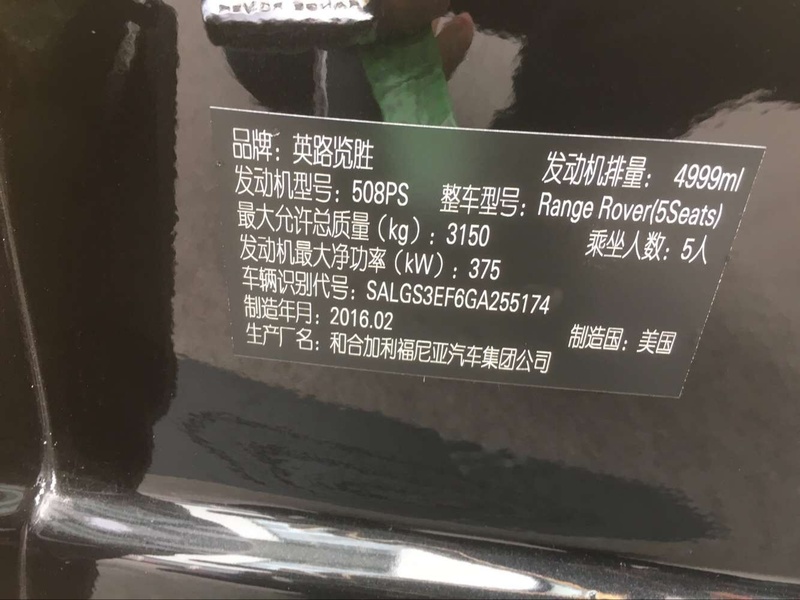 品牌：英路览胜
发动机排量： 4999ml
发动机型号：508PS 整车型号：Range Rover(5Seats)
最大允许总质量（kg）：3150
乘坐人数：5人
发动机最大净功率（kW）：375
车辆识别代号：SALGS3EF6GA255174
制造年月：2016.02
制造国：美国
生产厂名：和合加利福尼亚汽车集团公司